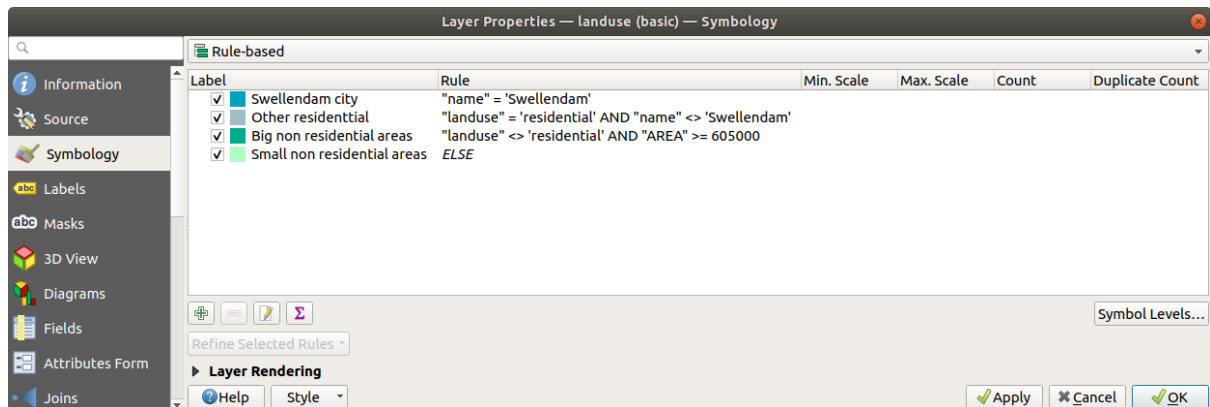 Layer Properties — landuse (basic) — Symbology
Rule-based
Information
Source
Symbology
abc Labels
abc Masks
3D View
Diagrams
Fields
Attributes Form
Joins
Label Rule Min. Scale Max. Scale Count Duplicate Count
Swellendam city "name" = 'Swellendam'
Other residenttial "landuse" = 'residential' AND "name" <> 'Swellendam'
Big non residential areas "landuse" <> 'residential' AND "AREA" >= 605000
Small non residential areas ELSE
Σ
Symbol Levels...
Refine Selected Rules
Layer Rendering
Help Style Apply Cancel OK